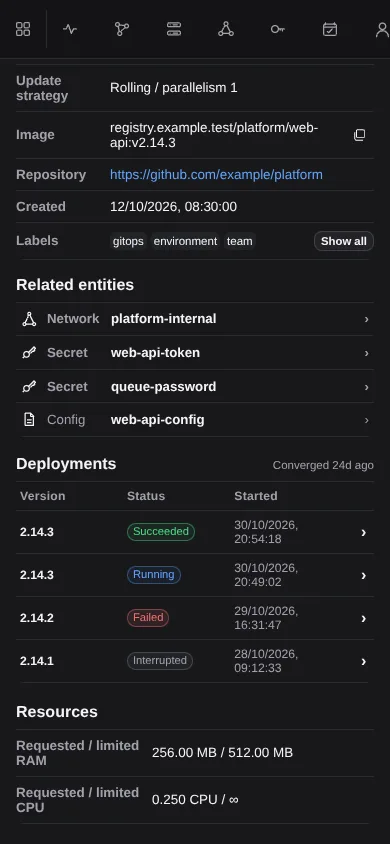 Update strategy
Rolling / parallelism 1
Image
registry.example.test/platform/web-
api:v2.14.3
Repository
https://github.com/example/platform
Created
12/10/2026, 08:30:00
Labels
gitops environment team
Show all
Related entities
Network platform-internal ›
Secret web-api-token ›
Secret queue-password ›
Config web-api-config ›
Deployments
Converged 24d ago
Version Status Started
2.14.3 Succeeded 30/10/2026, 20:54:18 ›
2.14.3 Running 30/10/2026, 20:49:02 ›
2.14.2 Failed 29/10/2026, 16:31:47 ›
2.14.1 Interrupted 28/10/2026, 09:12:33 ›
Resources
Requested / limited RAM
256.00 MB / 512.00 MB
Requested / limited CPU
0.250 CPU / ∞